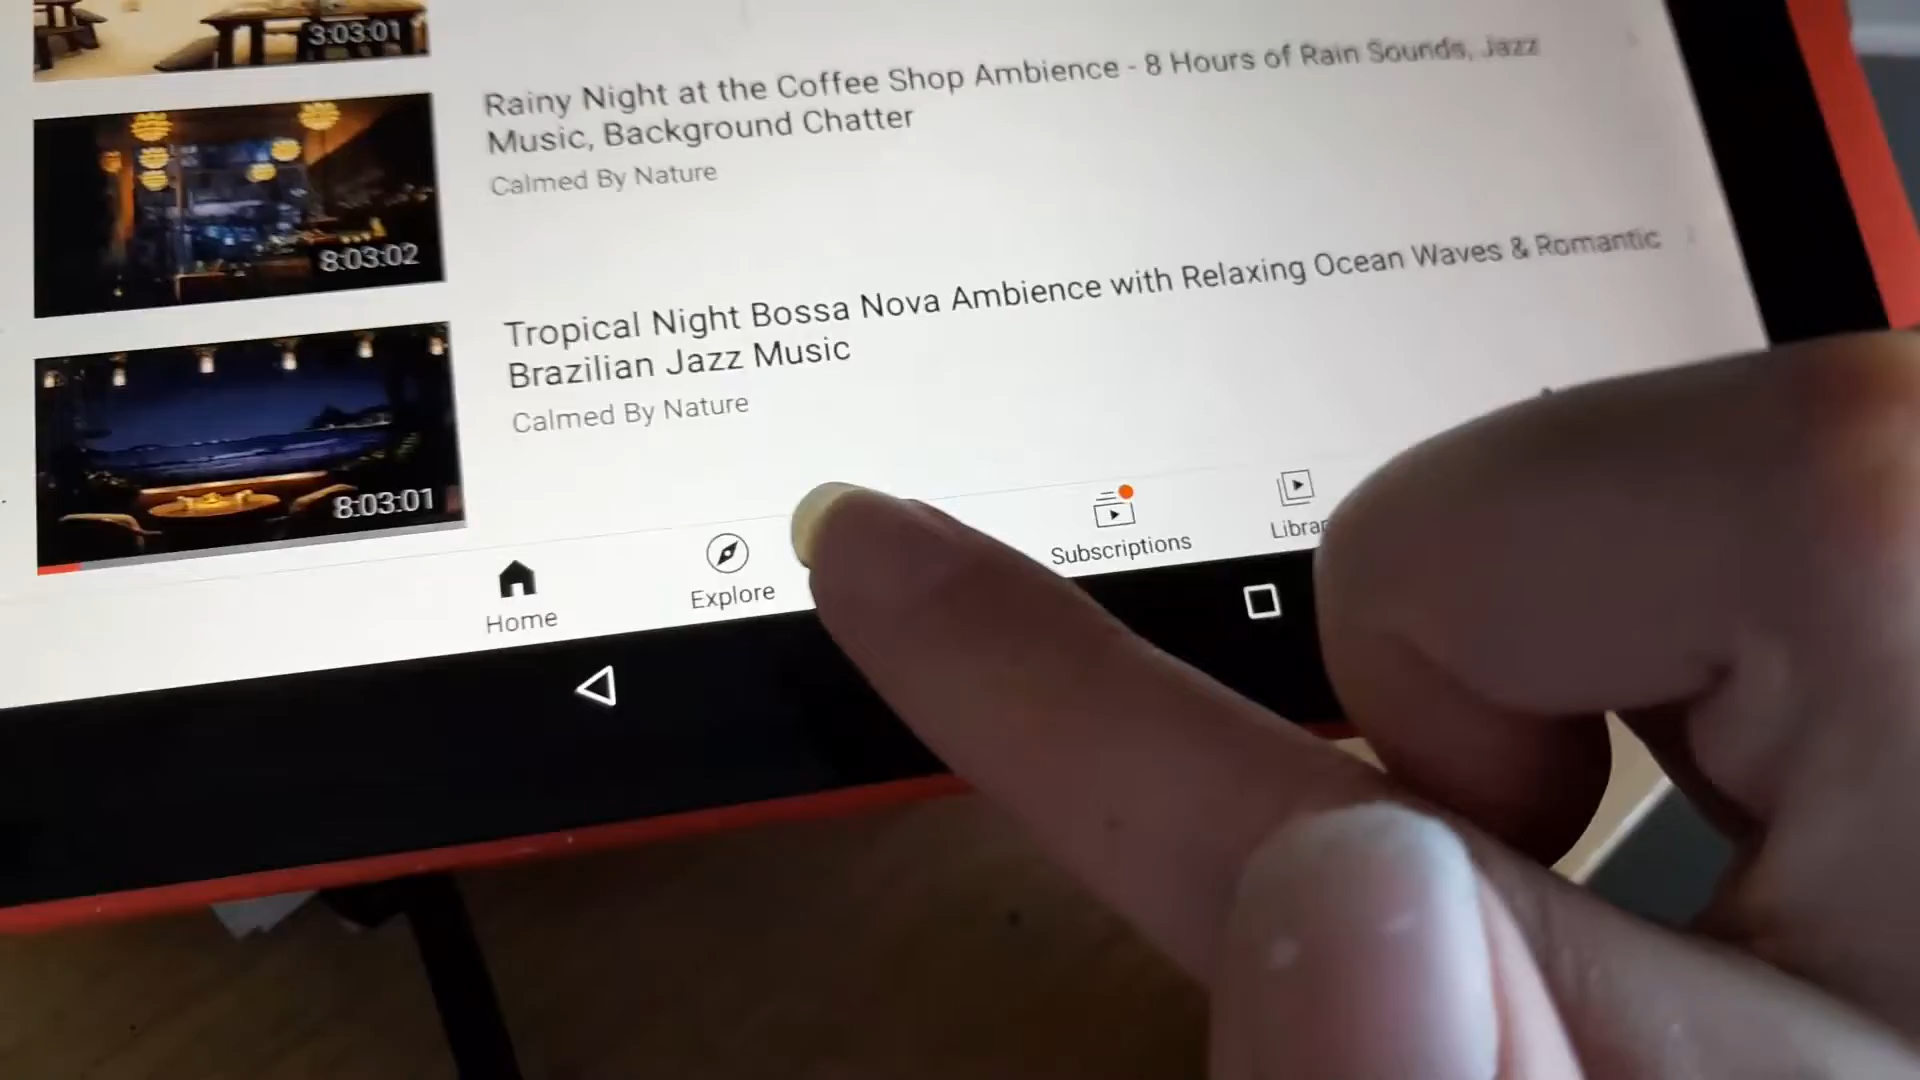 3:03:01
Rainy Night at the Coffee Shop Ambience - 8 Hours of Rain Sounds, Jazz
Music, Background Chatter
Calmed By Nature
8:03:02
Tropical Night Bossa Nova Ambience with Relaxing Ocean Waves & Romantic
Brazilian Jazz Music
Calmed By Nature
8:03:01
Home
Explore
Subscriptions
Librar